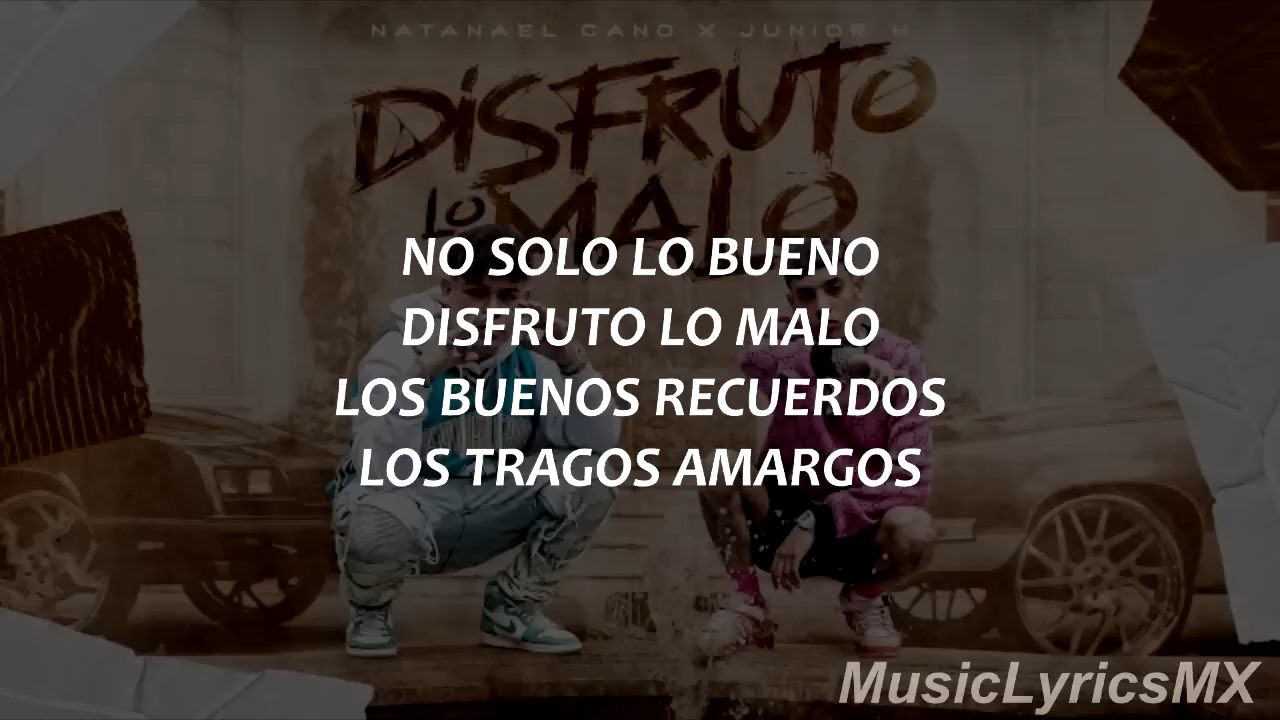 NATANAEL CANO X JUNIOR H
DISFRUTO
LO MALO
NO SOLO LO BUENO
DISFRUTO LO MALO
LOS BUENOS RECUERDOS
LOS TRAGOS AMARGOS
MusicLyricsMX